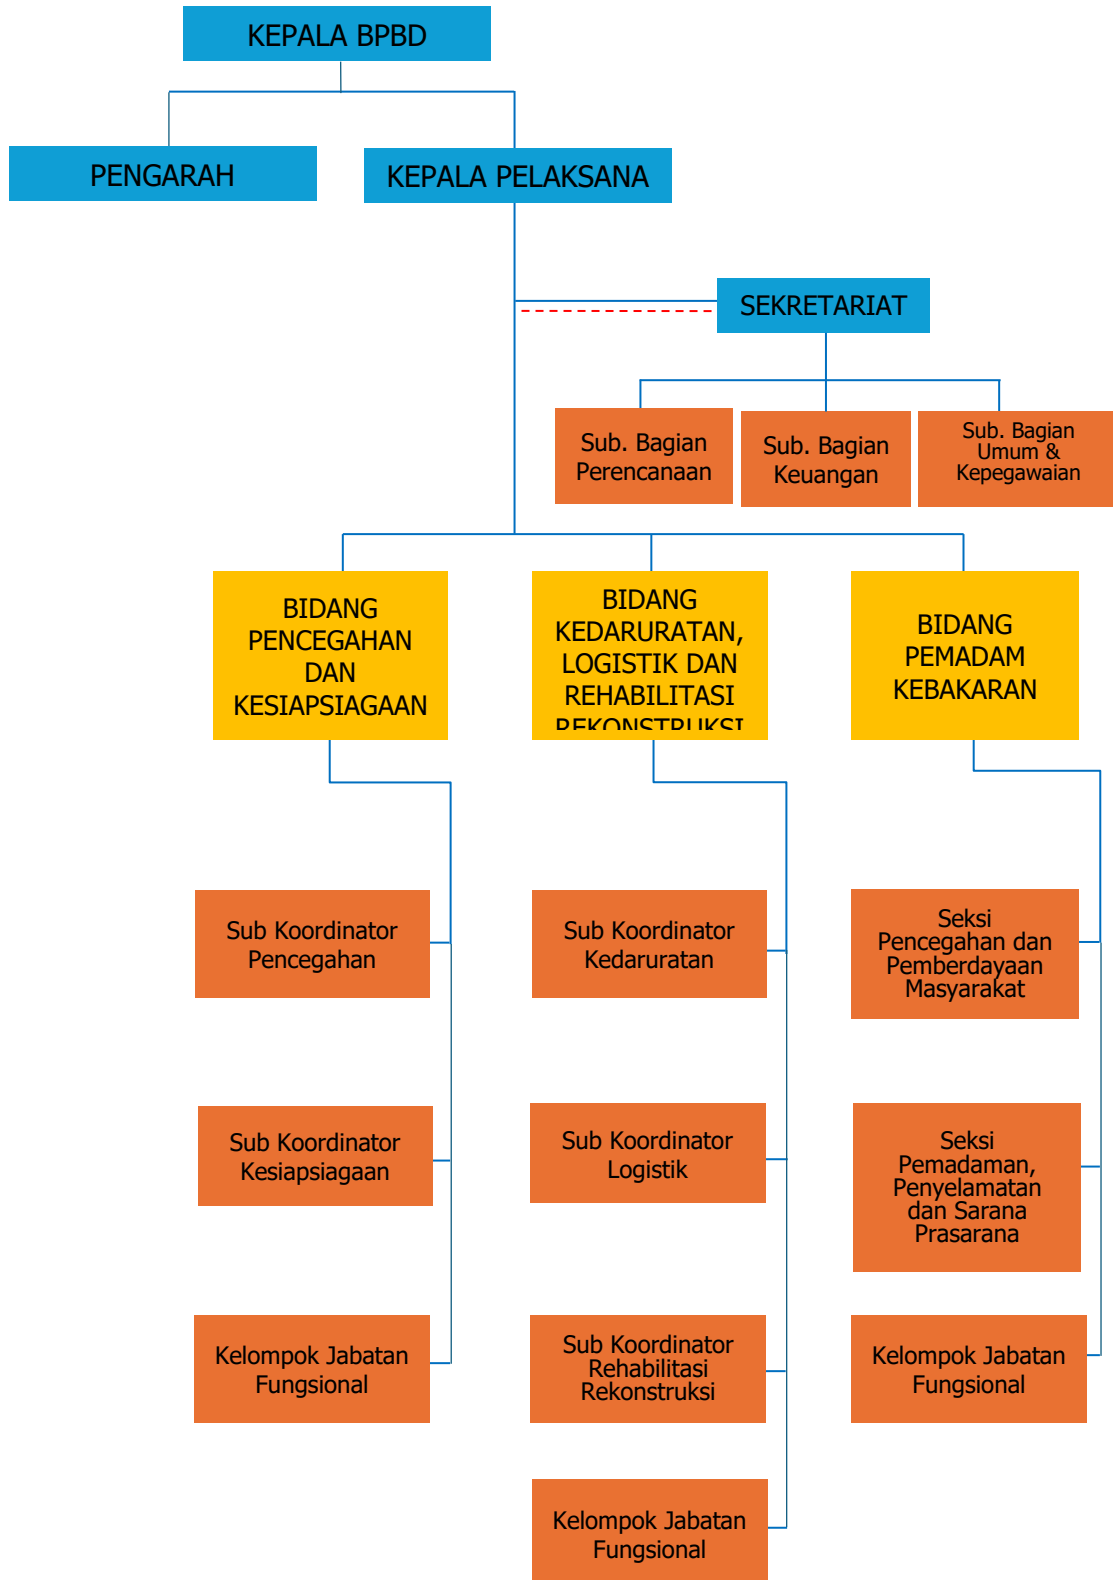 KEPALA BPBD
PENGARAH
KEPALA PELAKSANA
SEKRETARIAT
Sub. Bagian
Perencanaan
Sub. Bagian
Keuangan
Sub. Bagian
Umum &
Kepegawaian
BIDANG
PENCEGAHAN
DAN
KESIAPSIAGAAN
BIDANG
KEDARURATAN,
LOGISTIK DAN
REHABILITASI
REKONSTRUKSI
BIDANG
PEMADAM
KEBAKARAN
Sub Koordinator
Pencegahan
Sub Koordinator
Kedaruratan
Seksi
Pencegahan dan
Pemberdayaan
Masyarakat
Sub Koordinator
Kesiapsiagaan
Sub Koordinator
Logistik
Seksi
Pemadaman,
Penyelamatan
dan Sarana
Prasarana
Kelompok Jabatan
Fungsional
Sub Koordinator
Rehabilitasi
Rekonstruksi
Kelompok Jabatan
Fungsional
Kelompok Jabatan
Fungsional